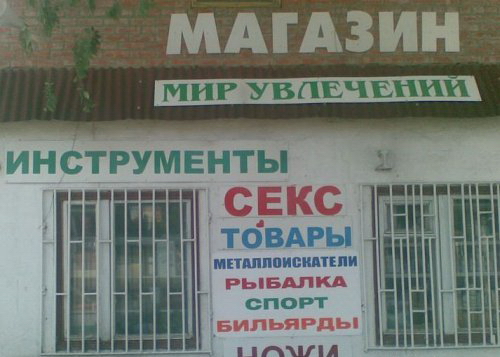 МАГАЗИН
МИР УВЛЕЧЕНИЙ
ИНСТРУМЕНТЫ
СЕКС
ТОВАРЫ
МЕТАЛЛОИСКАТЕЛИ
РЫБАЛКА
СПОРТ
БИЛЬЯРДЫ
НОЖИ